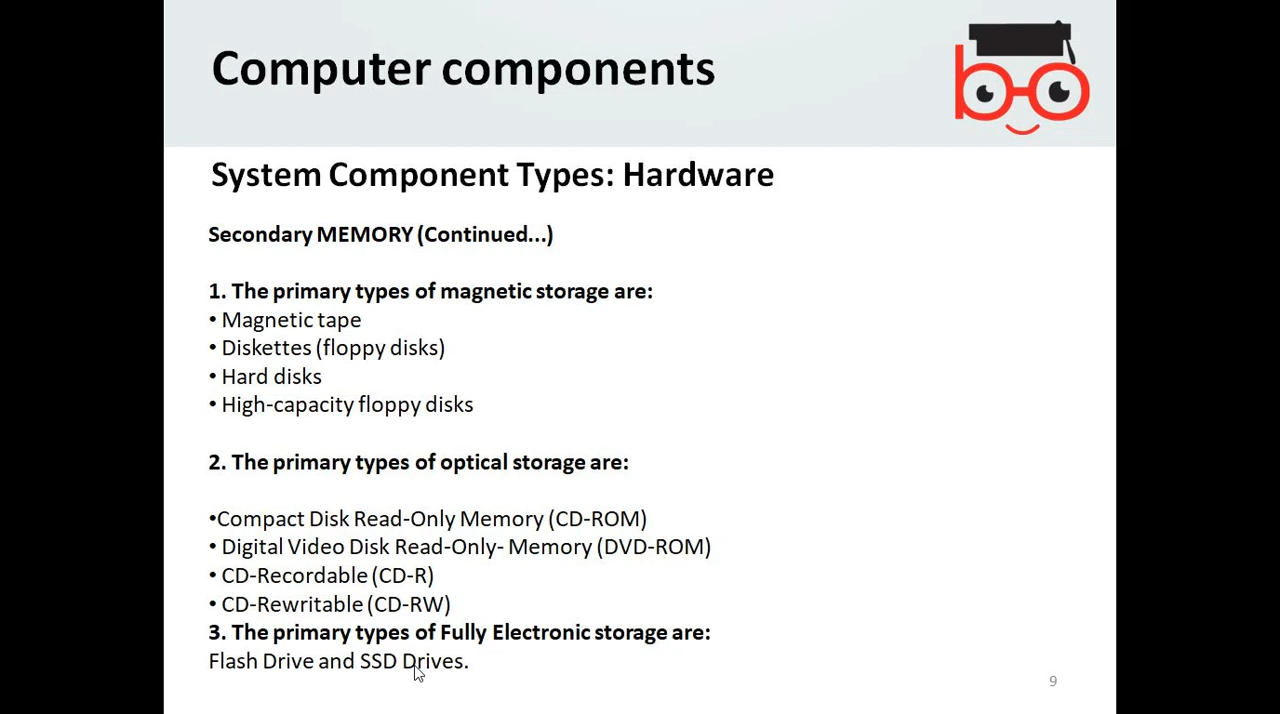 Computer components
System Component Types: Hardware
Secondary MEMORY (Continued...)
1. The primary types of magnetic storage are:
• Magnetic tape
• Diskettes (floppy disks)
• Hard disks
• High-capacity floppy disks
2. The primary types of optical storage are:
•Compact Disk Read-Only Memory (CD-ROM)
• Digital Video Disk Read-Only- Memory (DVD-ROM)
• CD-Recordable (CD-R)
• CD-Rewritable (CD-RW)
3. The primary types of Fully Electronic storage are:
Flash Drive and SSD Drives.
9